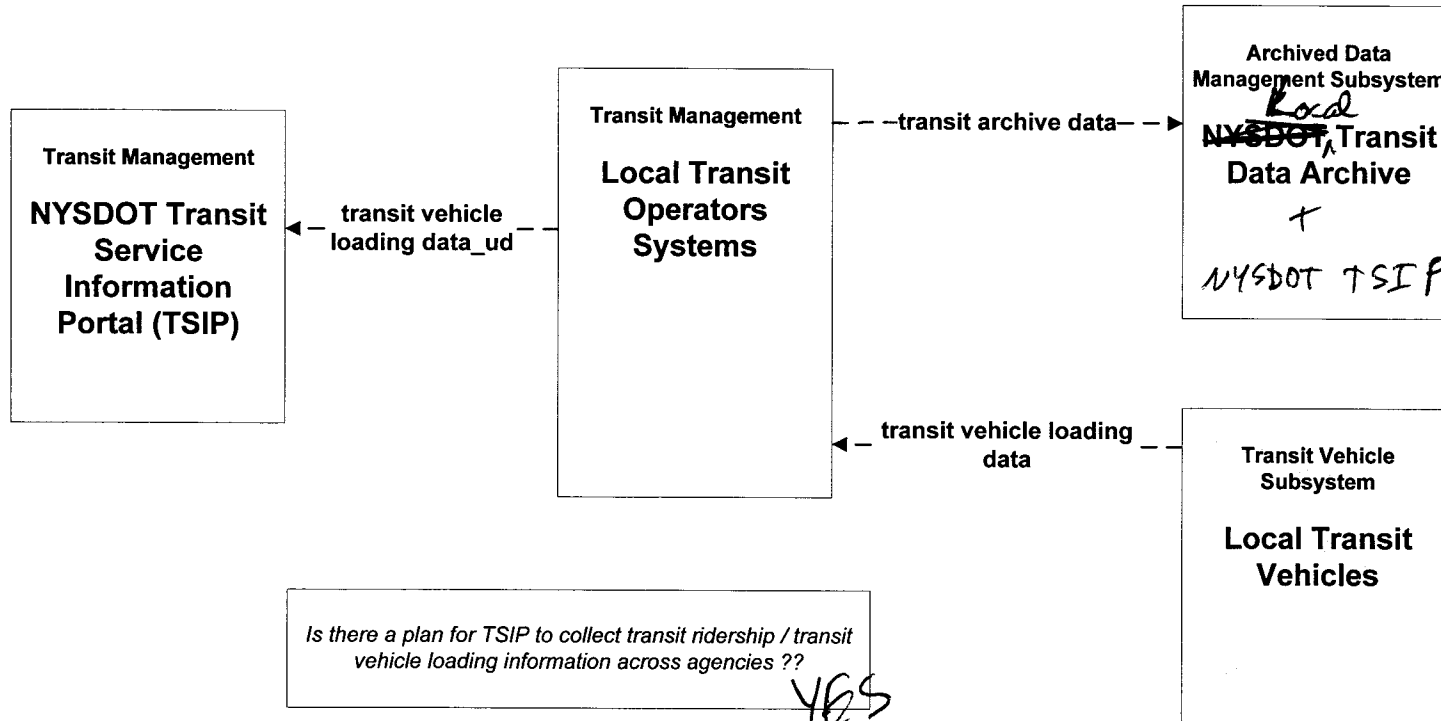 Transit Management
NYSDOT Transit
Service
Information
Portal (TSIP)
transit vehicle
loading data_ud
Transit Management
Local Transit
Operators
Systems
transit archive data
Archived Data
Management Subsystem
Local
NYSDOT ^ Transit
Data Archive
+
NYSDOT TSIP
transit vehicle loading
data
Transit Vehicle
Subsystem
Local Transit
Vehicles
Is there a plan for TSIP to collect transit ridership / transit
vehicle loading information across agencies ??
YES